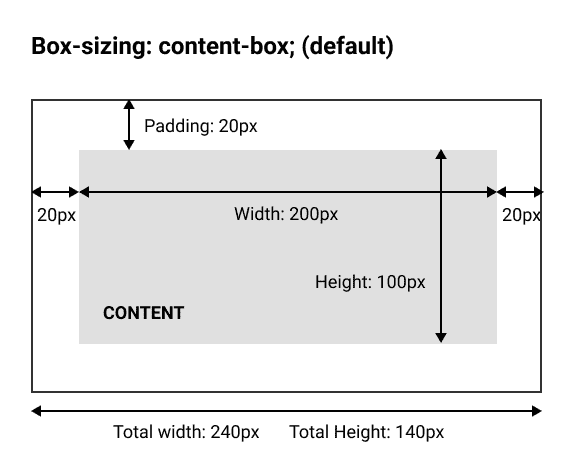 Box-sizing: content-box; (default)
Padding: 20px
20px
Width: 200px
20px
Height: 100px
CONTENT
Total width: 240px
Total Height: 140px